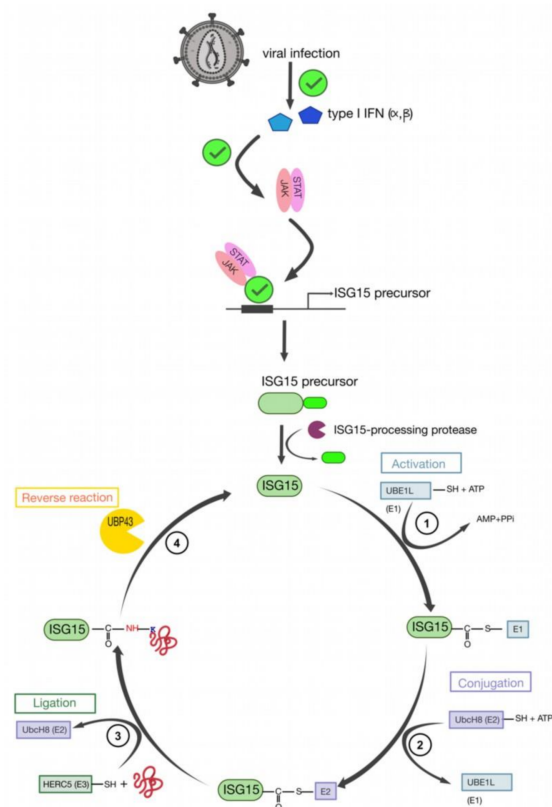 viral infection
type I IFN (α,β)
JAK
STAT
STAT
JAK
ISG15 precursor
ISG15 precursor
ISG15-processing protease
ISG15
Activation
UBE1L
(E1)
SH + ATP
1
AMP+PPi
ISG15 C S E1
O
Conjugation
UbcH8 (E2) SH + ATP
2
UBE1L
(E1)
ISG15 C S E2
O
Ligation
UbcH8 (E2)
3
HERC5 (E3) SH +
ISG15 C NH K
O
Reverse reaction
UBP43
4